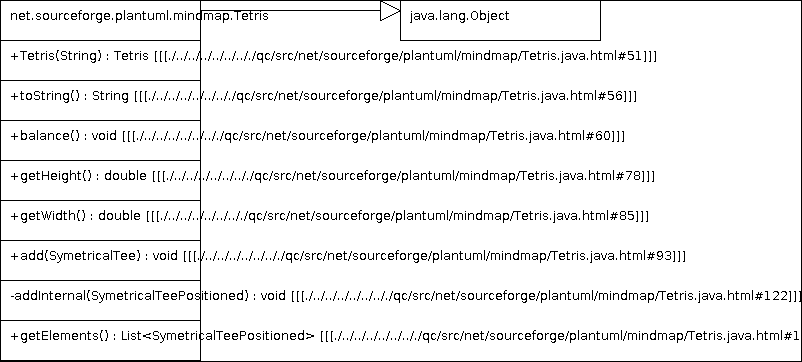 net.sourceforge.plantuml.mindmap.Tetris
java.lang.Object
+Tetris(String) : Tetris [[[./../../../../../../../qc/src/net/sourceforge/plantuml/mindmap/Tetris.java.html#51]]]
+toString() : String [[[./../../../../../../../qc/src/net/sourceforge/plantuml/mindmap/Tetris.java.html#56]]]
+balance() : void [[[./../../../../../../../qc/src/net/sourceforge/plantuml/mindmap/Tetris.java.html#60]]]
+getHeight() : double [[[./../../../../../../../qc/src/net/sourceforge/plantuml/mindmap/Tetris.java.html#78]]]
+getWidth() : double [[[./../../../../../../../qc/src/net/sourceforge/plantuml/mindmap/Tetris.java.html#85]]]
+add(SymetricalTee) : void [[[./../../../../../../../qc/src/net/sourceforge/plantuml/mindmap/Tetris.java.html#93]]]
-addInternal(SymetricalTeePositioned) : void [[[./../../../../../../../qc/src/net/sourceforge/plantuml/mindmap/Tetris.java.html#122]]]
+getElements() : List<SymetricalTeePositioned> [[[./../../../../../../../qc/src/net/sourceforge/plantuml/mindmap/Tetris.java.html#1